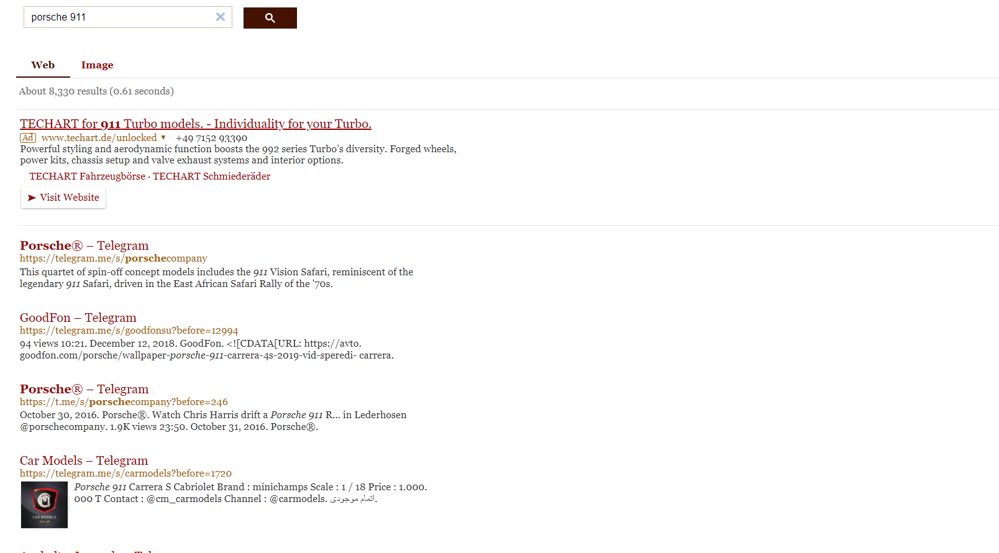 porsche 911
Web Image
About 8,330 results (0.61 seconds)
TECHART for 911 Turbo models. - Individuality for your Turbo.
Ad www.techart.de/unlocked ▼ +49 7152 93390
Powerful styling and aerodynamic function boosts the 992 series Turbo’s diversity. Forged wheels,
power kits, chassis setup and valve exhaust systems and interior options.
TECHART Fahrzeugbörse · TECHART Schmiederäder
➤ Visit Website
Porsche® – Telegram
https://telegram.me/s/porschecompany
This quartet of spin-off concept models includes the 911 Vision Safari, reminiscent of the
legendary 911 Safari, driven in the East African Safari Rally of the '70s.
GoodFon – Telegram
https://telegram.me/s/goodfonsu?before=12994
94 views 10:21. December 12, 2018. GoodFon. <![CDATA[URL: https://avto.
goodfon.com/porsche/wallpaper-porsche-911-carrera-4s-2019-vid-speredi- carrera.
Porsche® – Telegram
https://t.me/s/porschecompany?before=246
October 30, 2016. Porsche®. Watch Chris Harris drift a Porsche 911 R... in Lederhosen
@porschecompany. 1.9K views 23:50. October 31, 2016. Porsche®.
Car Models – Telegram
https://telegram.me/s/carmodels?before=1720
Porsche 911 Carrera S Cabriolet Brand : minichamps Scale : 1 / 18 Price : 1.000.
000 T Contact : @cm_carmodels Channel : @carmodels. اتمام موجودی.
CAR MODELS